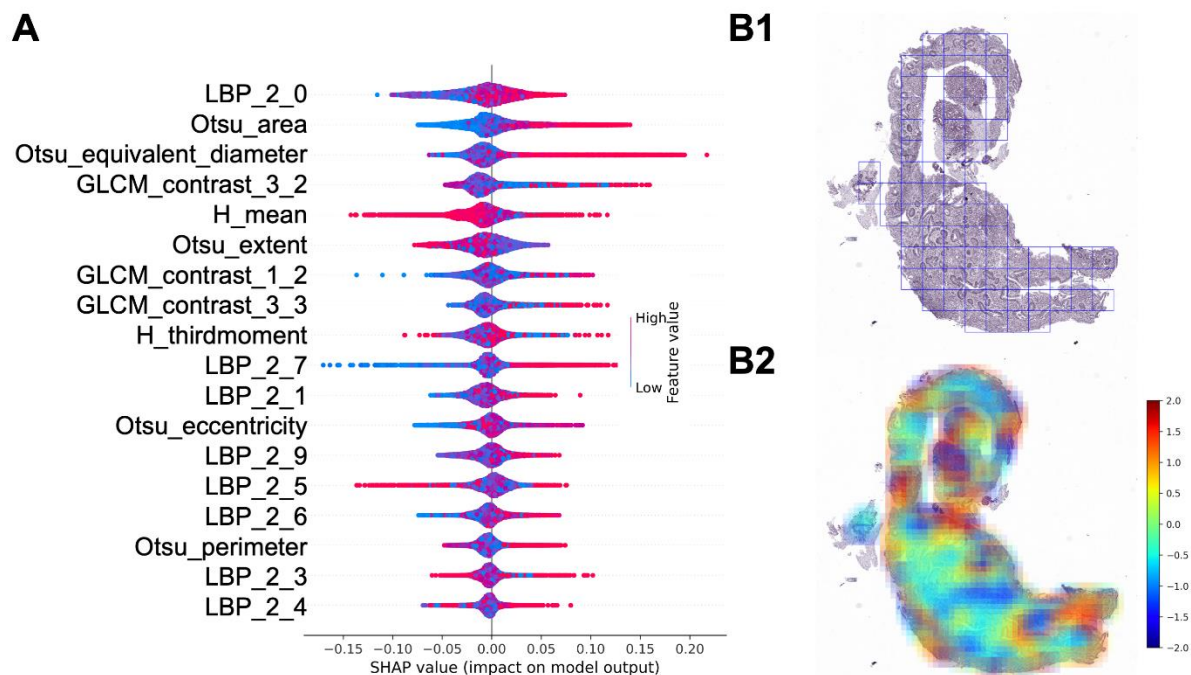 A
LBP_2_0
Otsu_area
Otsu_equivalent_diameter
GLCM_contrast_3_2
H_mean
Otsu_extent
GLCM_contrast_1_2
GLCM_contrast_3_3
H_thirdmoment
LBP_2_7
LBP_2_1
Otsu_eccentricity
LBP_2_9
LBP_2_5
LBP_2_6
Otsu_perimeter
LBP_2_3
LBP_2_4
High
Low
Feature value
−0.15 −0.10 −0.05 0.00 0.05 0.10 0.15 0.20
SHAP value (impact on model output)
B1
B2
2.0
1.5
1.0
0.5
0.0
−0.5
−1.0
−1.5
−2.0